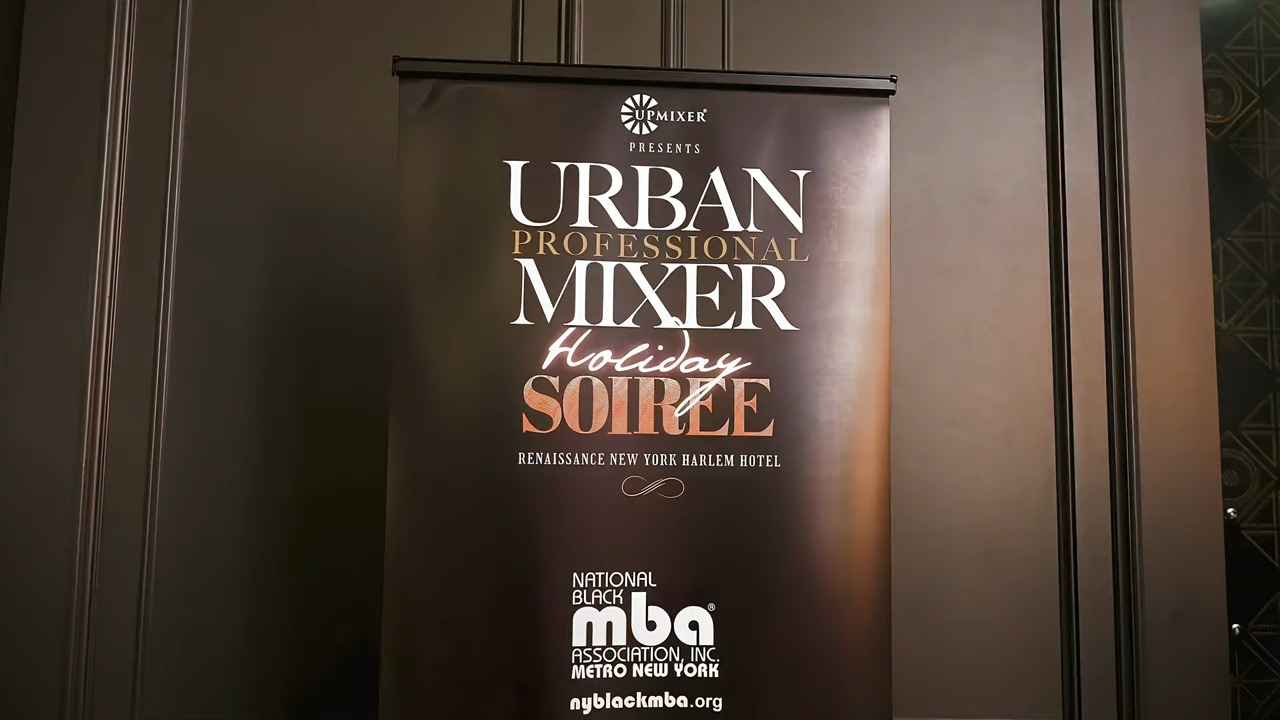 UPMIXER®
PRESENTS
URBAN
PROFESSIONAL
MIXER
Holiday
SOIREE
RENAISSANCE NEW YORK HARLEM HOTEL
NATIONAL
BLACK
mba®
ASSOCIATION, INC.
METRO NEW YORK
nyblackmba.org